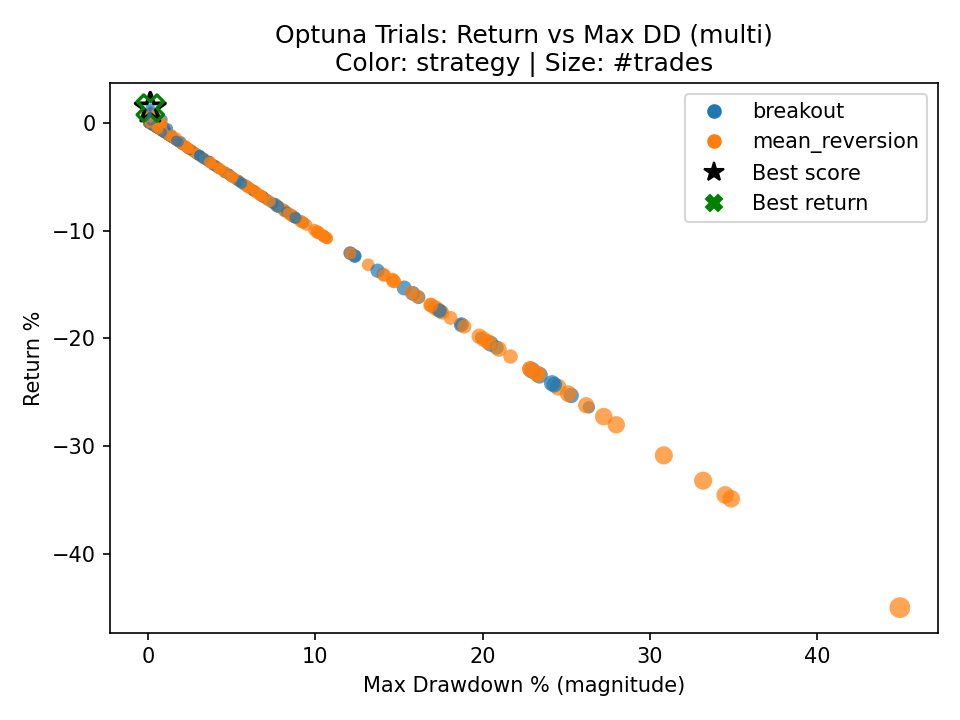 Optuna Trials: Return vs Max DD (multi)
Color: strategy | Size: #trades
breakout
mean_reversion
Best score
Best return
Return %
0
−10
−20
−30
−40
0 10 20 30 40
Max Drawdown % (magnitude)